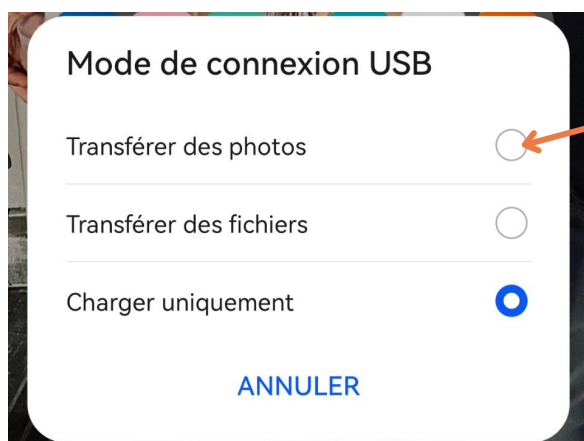 Mode de connexion USB
Transférer des photos
Transférer des fichiers
Charger uniquement
ANNULER